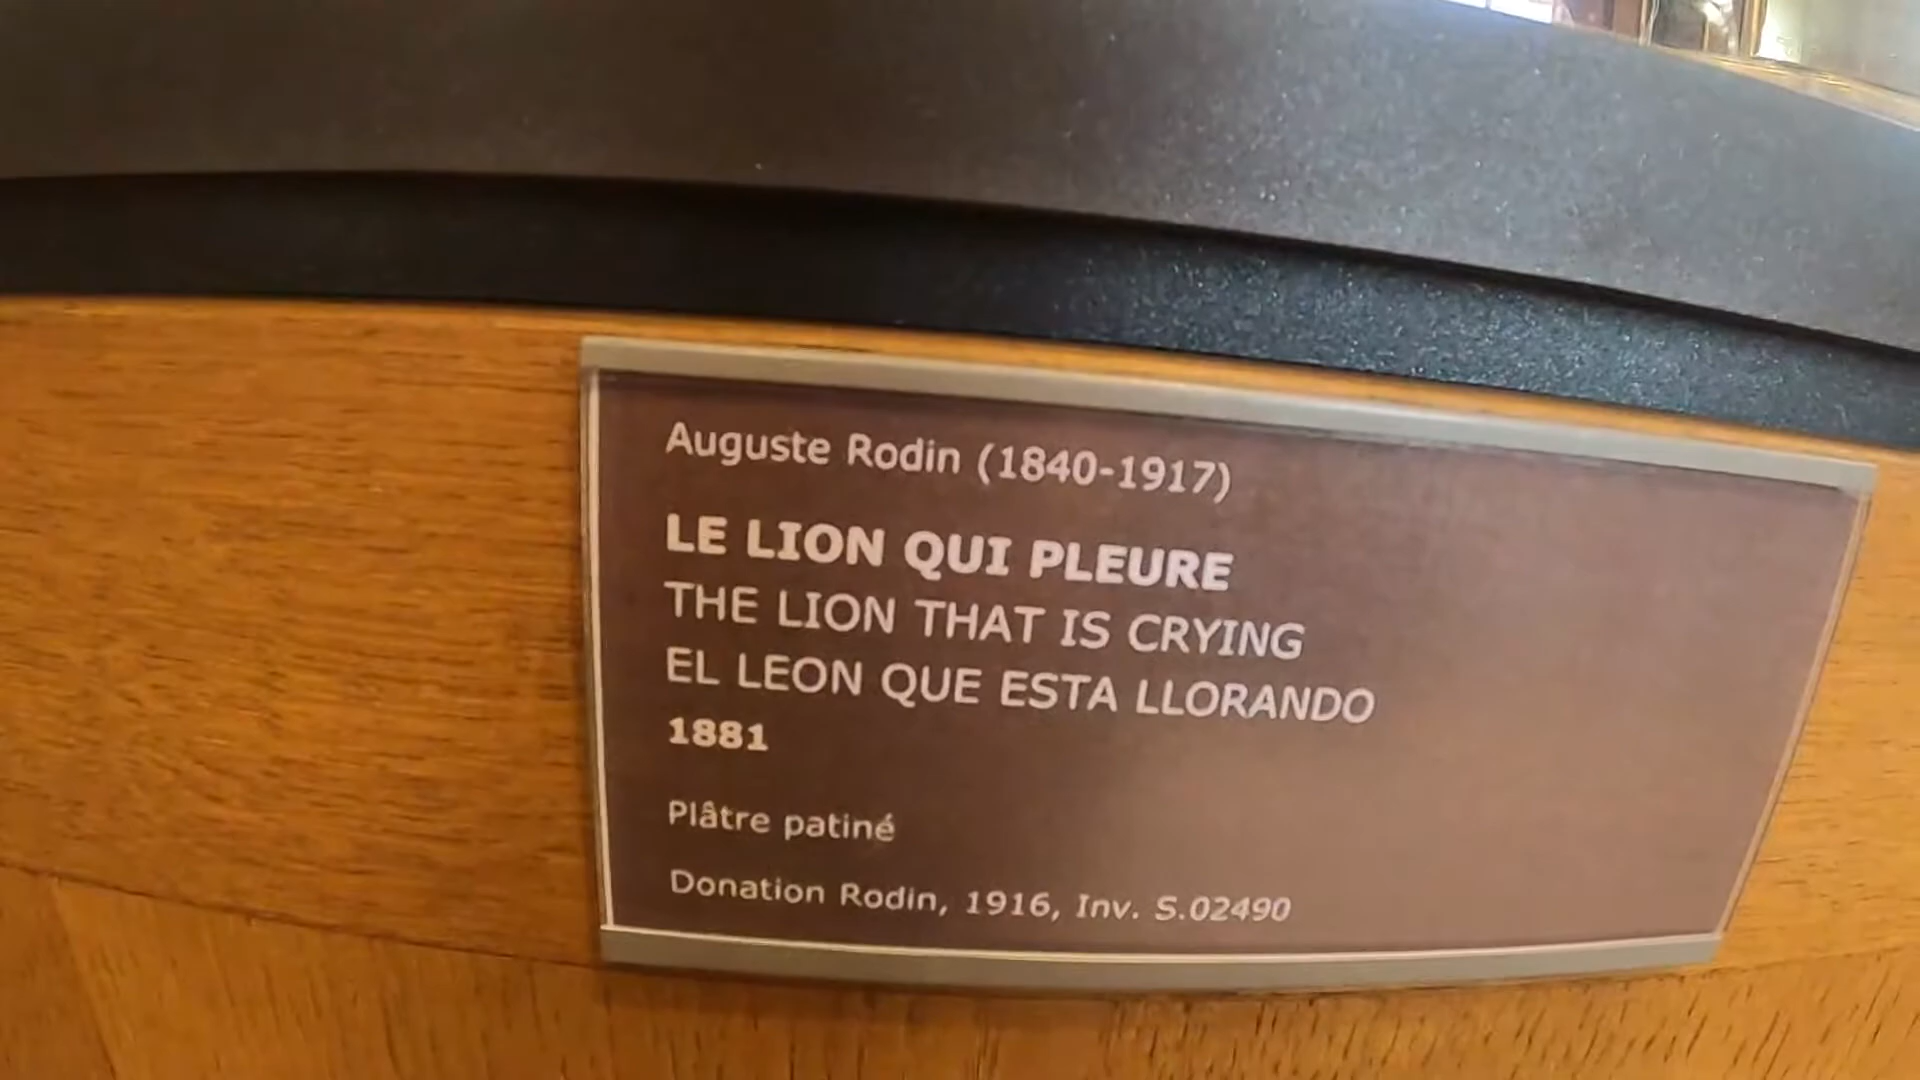 Auguste Rodin (1840-1917)
LE LION QUI PLEURE
THE LION THAT IS CRYING
EL LEON QUE ESTA LLORANDO
1881
Plâtre patiné
Donation Rodin, 1916, Inv. S.02490